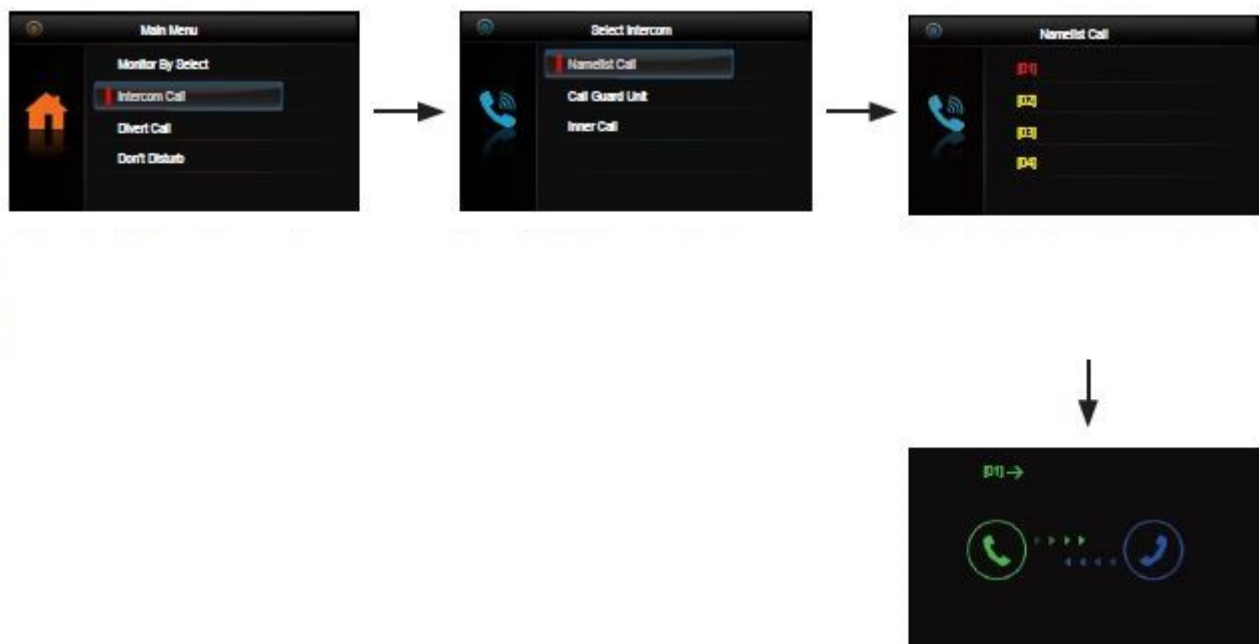 Main Menu
Monitor By Select
Intercom Call
Divert Call
Don't Disturb
Select Intercom
Namelist Call
Call Guard Unit
Inner Call
Namelist Call
[01]
[02]
[03]
[04]
[01]→